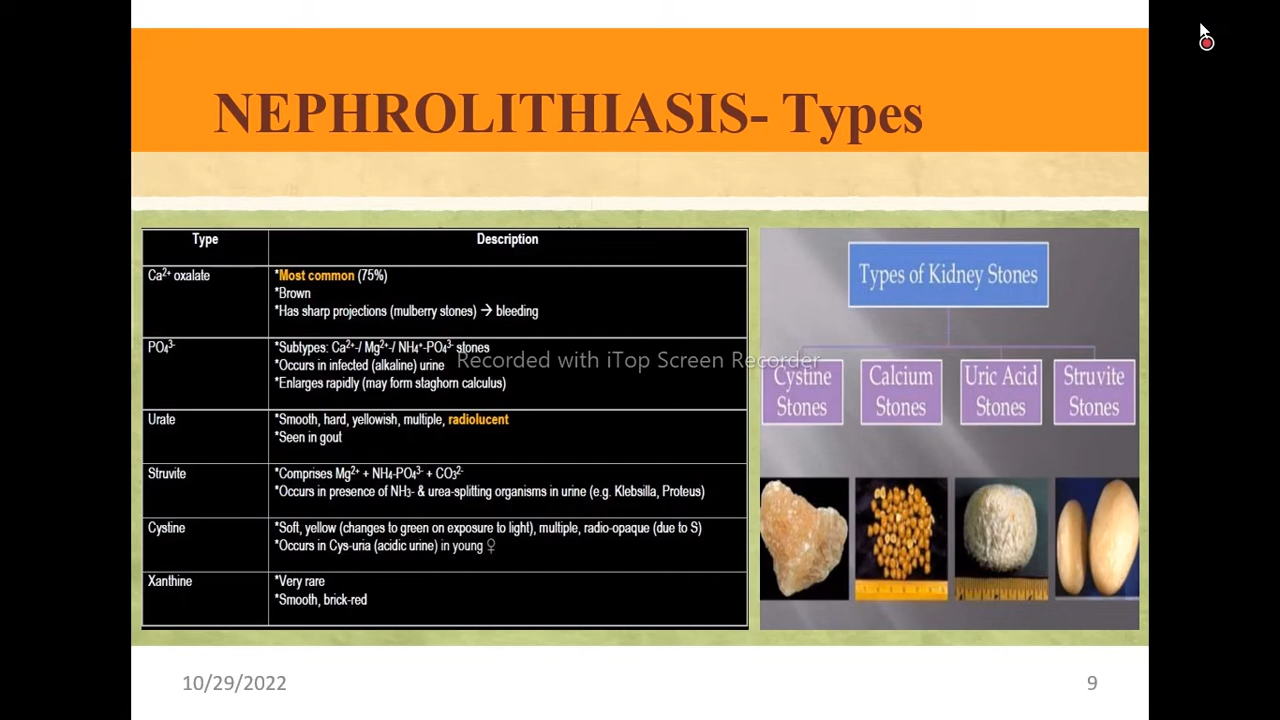 NEPHROLITHIASIS- Types
Type Description
Ca²⁺ oxalate
*Most common (75%)
*Brown
*Has sharp projections (mulberry stones) → bleeding
PO₄³⁻
*Subtypes: Ca²⁺-/ Mg²⁺-/ NH₄⁺-PO₄³⁻ stones
*Occurs in infected (alkaline) urine
*Enlarges rapidly (may form staghorn calculus)
Urate
*Smooth, hard, yellowish, multiple, radiolucent
*Seen in gout
Struvite
*Comprises Mg²⁺ + NH₄-PO₄³⁻ + CO₃²⁻
*Occurs in presence of NH₃- & urea-splitting organisms in urine (e.g. Klebsilla, Proteus)
Cystine
*Soft, yellow (changes to green on exposure to light), multiple, radio-opaque (due to S)
*Occurs in Cys-uria (acidic urine) in young ♀
Xanthine
*Very rare
*Smooth, brick-red
Types of Kidney Stones
Cystine
Stones
Calcium
Stones
Uric Acid
Stones
Struvite
Stones
Recorded with iTop Screen Recorder
10/29/2022
9